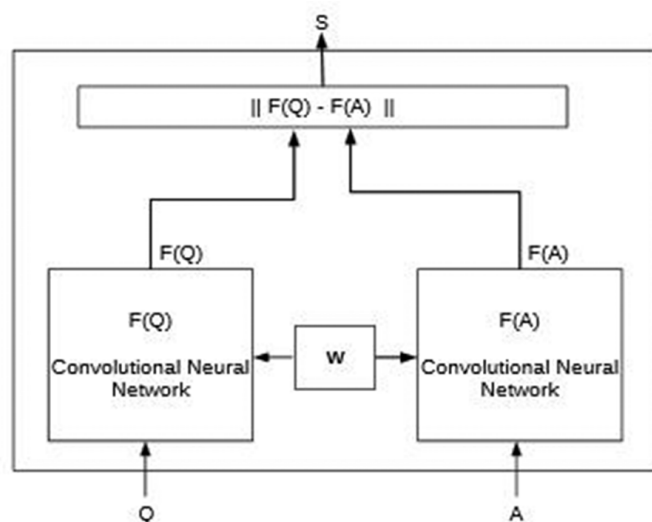 S
|| F(Q) - F(A) ||
F(Q)
F(A)
F(Q)
Convolutional Neural
Network
W
F(A)
Convolutional Neural
Network
Q
A